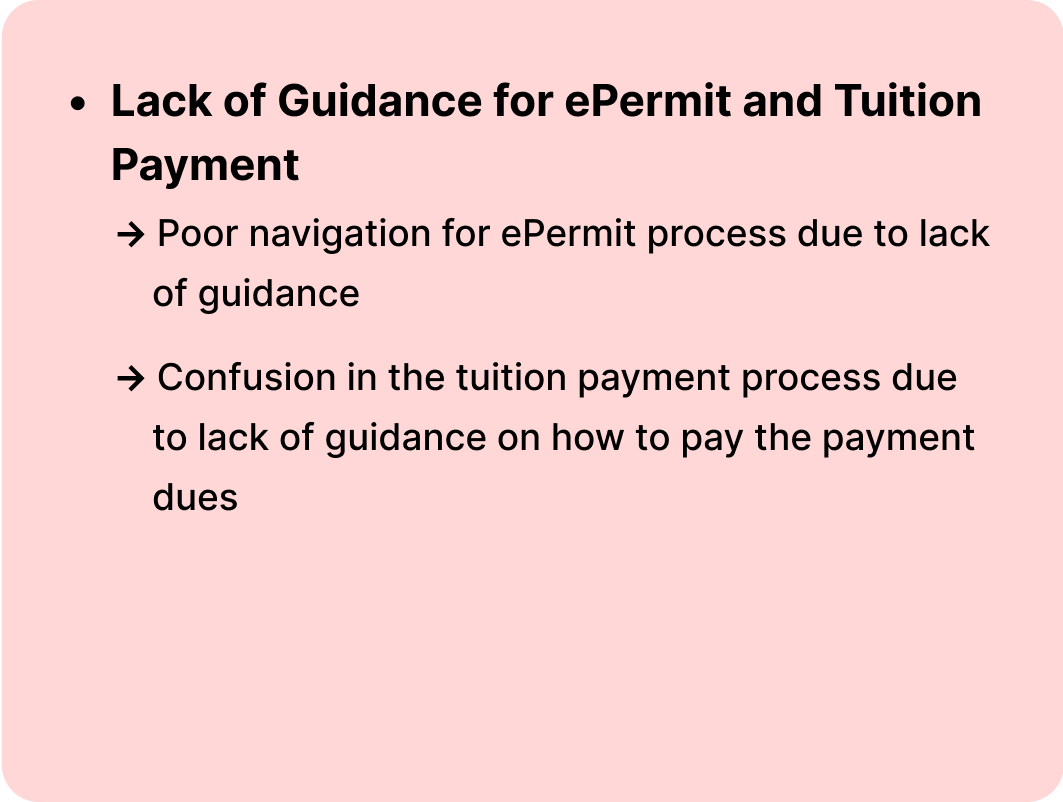 • Lack of Guidance for ePermit and Tuition
Payment
→ Poor navigation for ePermit process due to lack
of guidance
→ Confusion in the tuition payment process due
to lack of guidance on how to pay the payment
dues